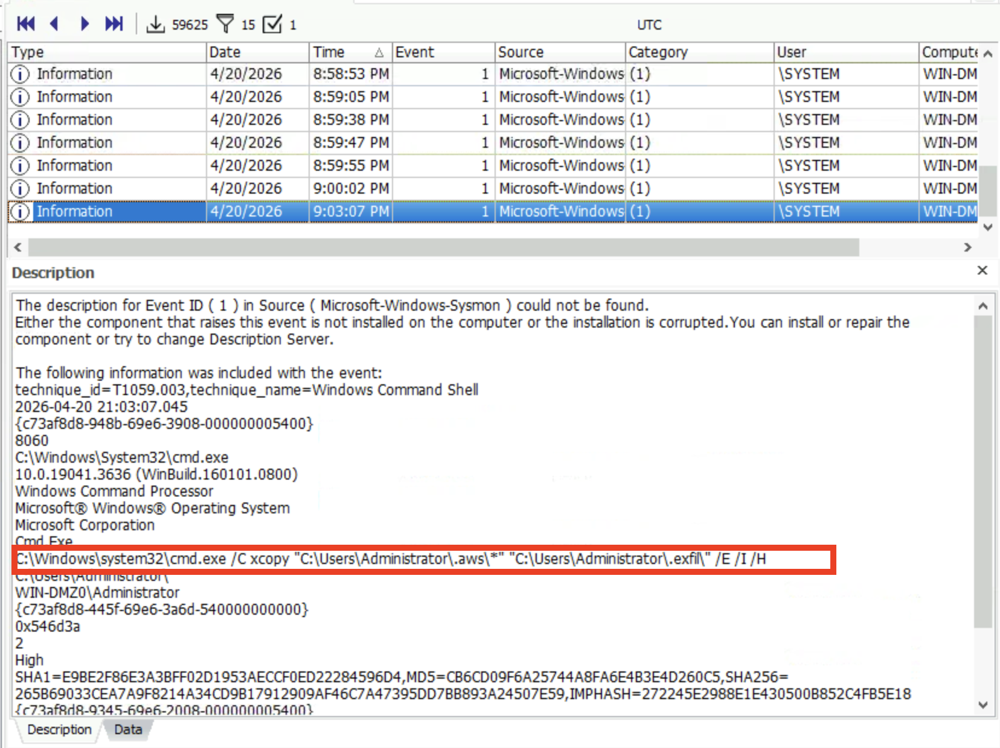 59625 15 1 UTC
Type Date Time Event Source Category User Compute
Information 4/20/2026 8:58:53 PM 1 Microsoft-Windows (1) \SYSTEM WIN-DM
Information 4/20/2026 8:59:05 PM 1 Microsoft-Windows (1) \SYSTEM WIN-DM
Information 4/20/2026 8:59:38 PM 1 Microsoft-Windows (1) \SYSTEM WIN-DM
Information 4/20/2026 8:59:47 PM 1 Microsoft-Windows (1) \SYSTEM WIN-DM
Information 4/20/2026 8:59:55 PM 1 Microsoft-Windows (1) \SYSTEM WIN-DM
Information 4/20/2026 9:00:02 PM 1 Microsoft-Windows (1) \SYSTEM WIN-DM
Information 4/20/2026 9:03:07 PM 1 Microsoft-Windows (1) \SYSTEM WIN-DM
Description
The description for Event ID ( 1 ) in Source ( Microsoft-Windows-Sysmon ) could not be found.
Either the component that raises this event is not installed on the computer or the installation is corrupted.You can install or repair the
component or try to change Description Server.
The following information was included with the event:
technique_id=T1059.003,technique_name=Windows Command Shell
2026-04-20 21:03:07.045
{c73af8d8-948b-69e6-3908-000000005400}
8060
C:\Windows\System32\cmd.exe
10.0.19041.3636 (WinBuild.160101.0800)
Windows Command Processor
Microsoft® Windows® Operating System
Microsoft Corporation
Cmd.Exe
C:\Windows\system32\cmd.exe /C xcopy "C:\Users\Administrator\.aws\*" "C:\Users\Administrator\.exfil\" /E /I /H
C:\Users\Administrator\
WIN-DMZ0\Administrator
{c73af8d8-445f-69e6-3a6d-540000000000}
0x546d3a
2
High
SHA1=E9BE2F86E3A3BFF02D1953AECCF0ED22284596D4,MD5=CB6CD09F6A25744A8FA6E4B3E4D260C5,SHA256=
265B69033CEA7A9F8214A34CD9B17912909AF46C7A47395DD7BB893A24507E59,IMPHASH=272245E2988E1E430500B852C4FB5E18
{c73af8d8-9345-69e6-2008-000000005400}
Description Data